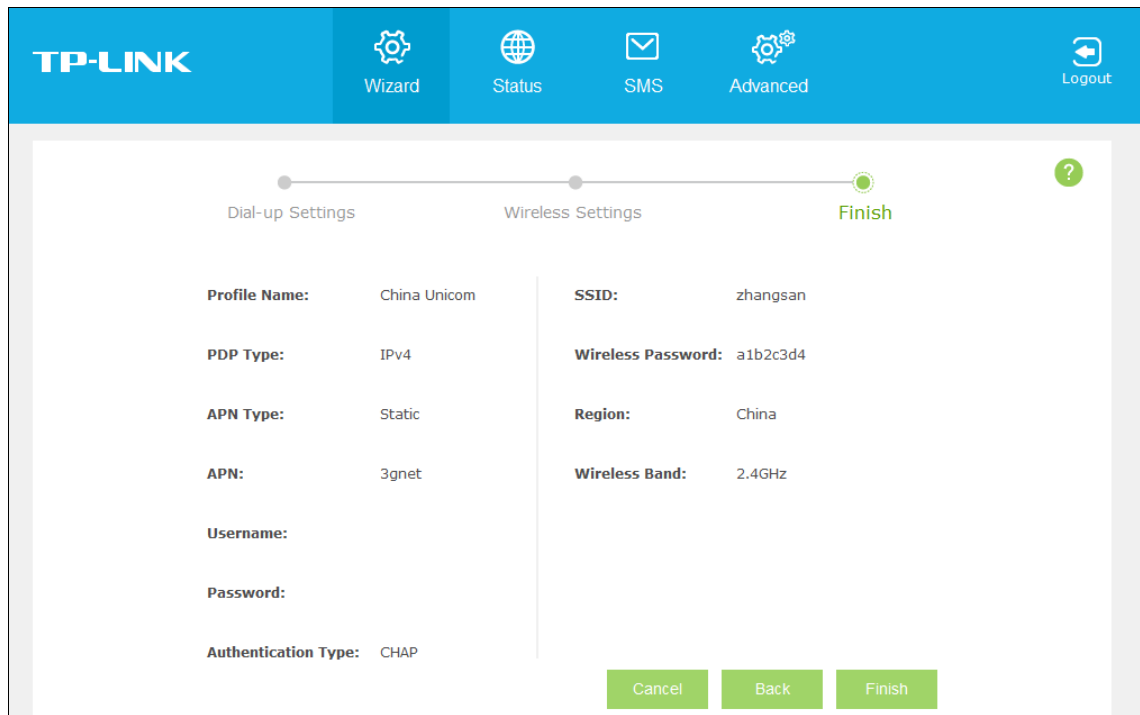 TP-LINK
Wizard
Status
SMS
Advanced
Logout
?
Dial-up Settings
Wireless Settings
Finish
Profile Name: China Unicom
PDP Type: IPv4
APN Type: Static
APN: 3gnet
Username:
Password:
Authentication Type: CHAP
SSID: zhangsan
Wireless Password: a1b2c3d4
Region: China
Wireless Band: 2.4GHz
Cancel
Back
Finish